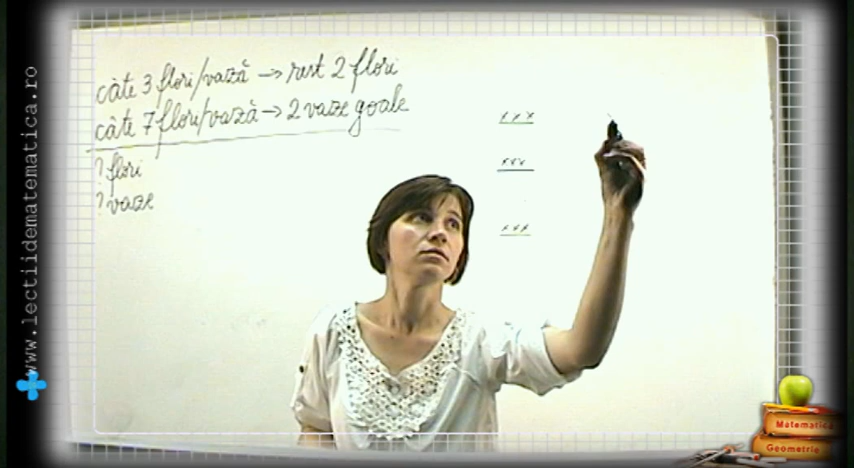 câte 3 flori/vază → rest 2 flori
câte 7 flori/vază → 2 vaze goale
? flori
? vaze
x x x
x x x
x x x
www.lectiidematematica.ro
Matematica
Geometrie